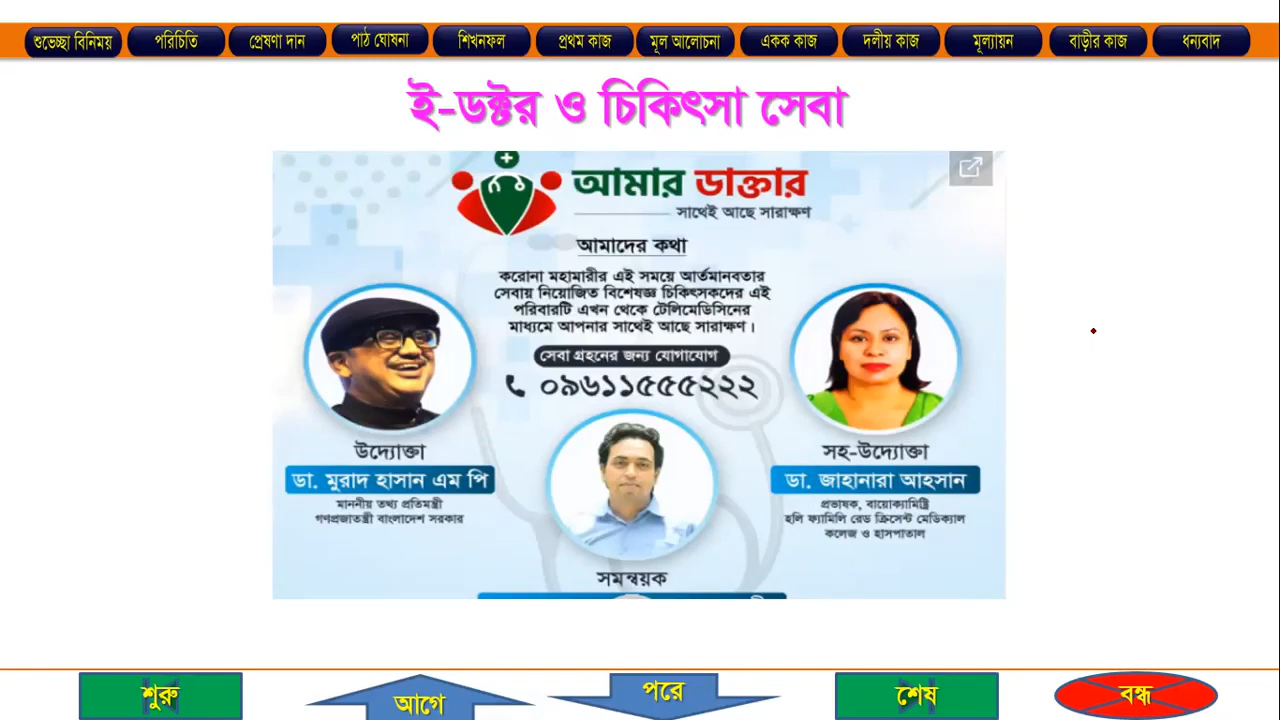 শুভেচ্ছা বিনিময় পরিচিতি প্রেষণা দান পাঠ ঘোষনা শিখনফল প্রথম কাজ মূল আলোচনা একক কাজ দলীয় কাজ মূল্যায়ন বাড়ীর কাজ ধন্যবাদ
ই-ডক্টর ও চিকিৎসা সেবা
আমার ডাক্তার
সাথেই আছে সারাক্ষণ
আমাদের কথা
করোনা মহামারীর এই সময়ে আর্তমানবতার
সেবায় নিয়োজিত বিশেষজ্ঞ চিকিৎসকদের এই
পরিবারটি এখন থেকে টেলিমেডিসিনের
মাধ্যমে আপনার সাথেই আছে সারাক্ষণ।
সেবা গ্রহনের জন্য যোগাযোগ
০৯৬১১৫৫৫২২২
উদ্যোক্তা
ডা. মুরাদ হাসান এম পি
মাননীয় তথ্য প্রতিমন্ত্রী
গণপ্রজাতন্ত্রী বাংলাদেশ সরকার
সহ-উদ্যোক্তা
ডা. জাহানারা আহসান
প্রভাষক, বায়োক্যামিষ্ট্রি
হলি ফ্যামিলি রেড ক্রিসেন্ট মেডিক্যাল
কলেজ ও হাসপাতাল
সমন্বয়ক
শুরু আগে পরে শেষ বন্ধ